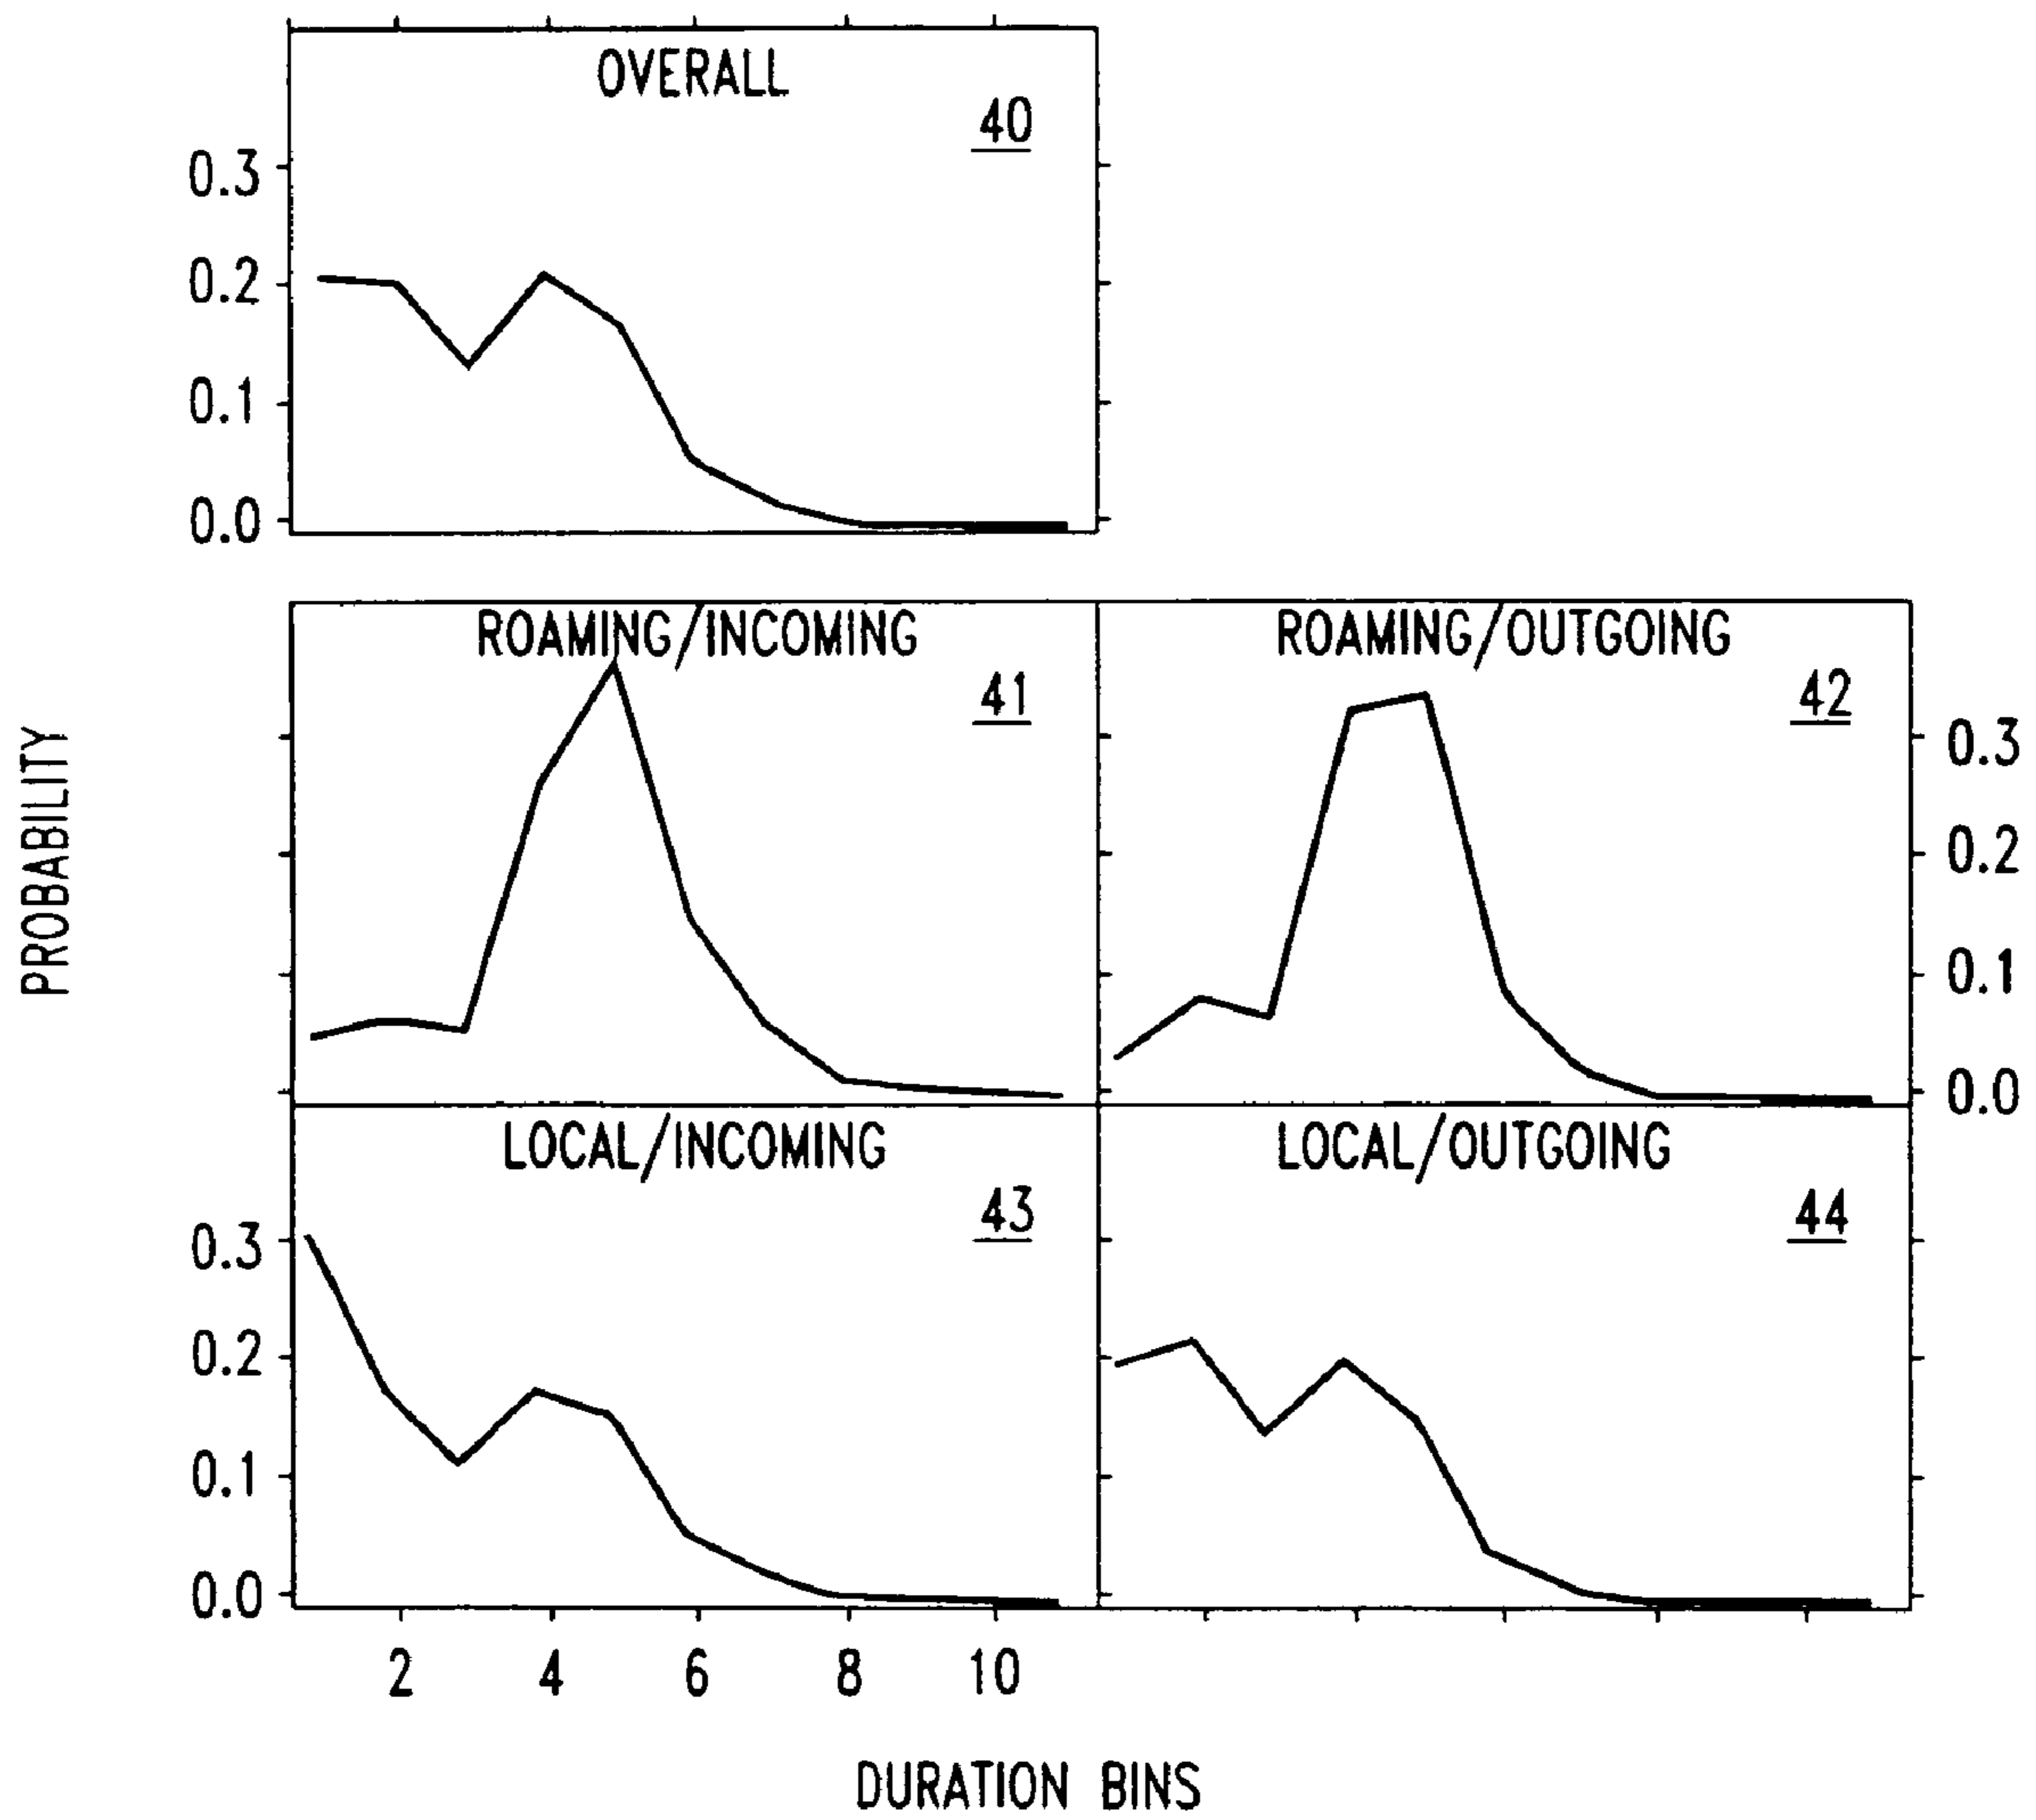 OVERALL
40
0.3
0.2
0.1
0.0
PROBABILITY
ROAMING/INCOMING
41
ROAMING/OUTGOING
42
0.3
0.2
0.1
0.0
LOCAL/INCOMING
43
LOCAL/OUTGOING
44
0.3
0.2
0.1
0.0
2 4 6 8 10
DURATION BINS